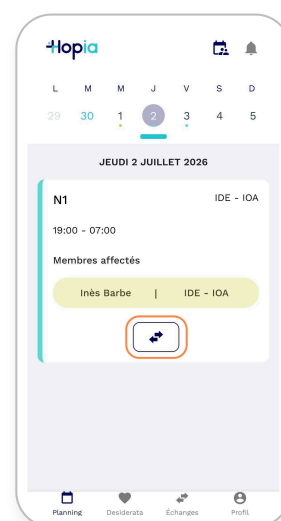 Hopia
L M M J V S D
29 30 1 2 3 4 5
JEUDI 2 JUILLET 2026
N1 IDE - IOA
19:00 - 07:00
Membres affectés
Inès Barbe | IDE - IOA
Planning Desiderata Échanges Profil